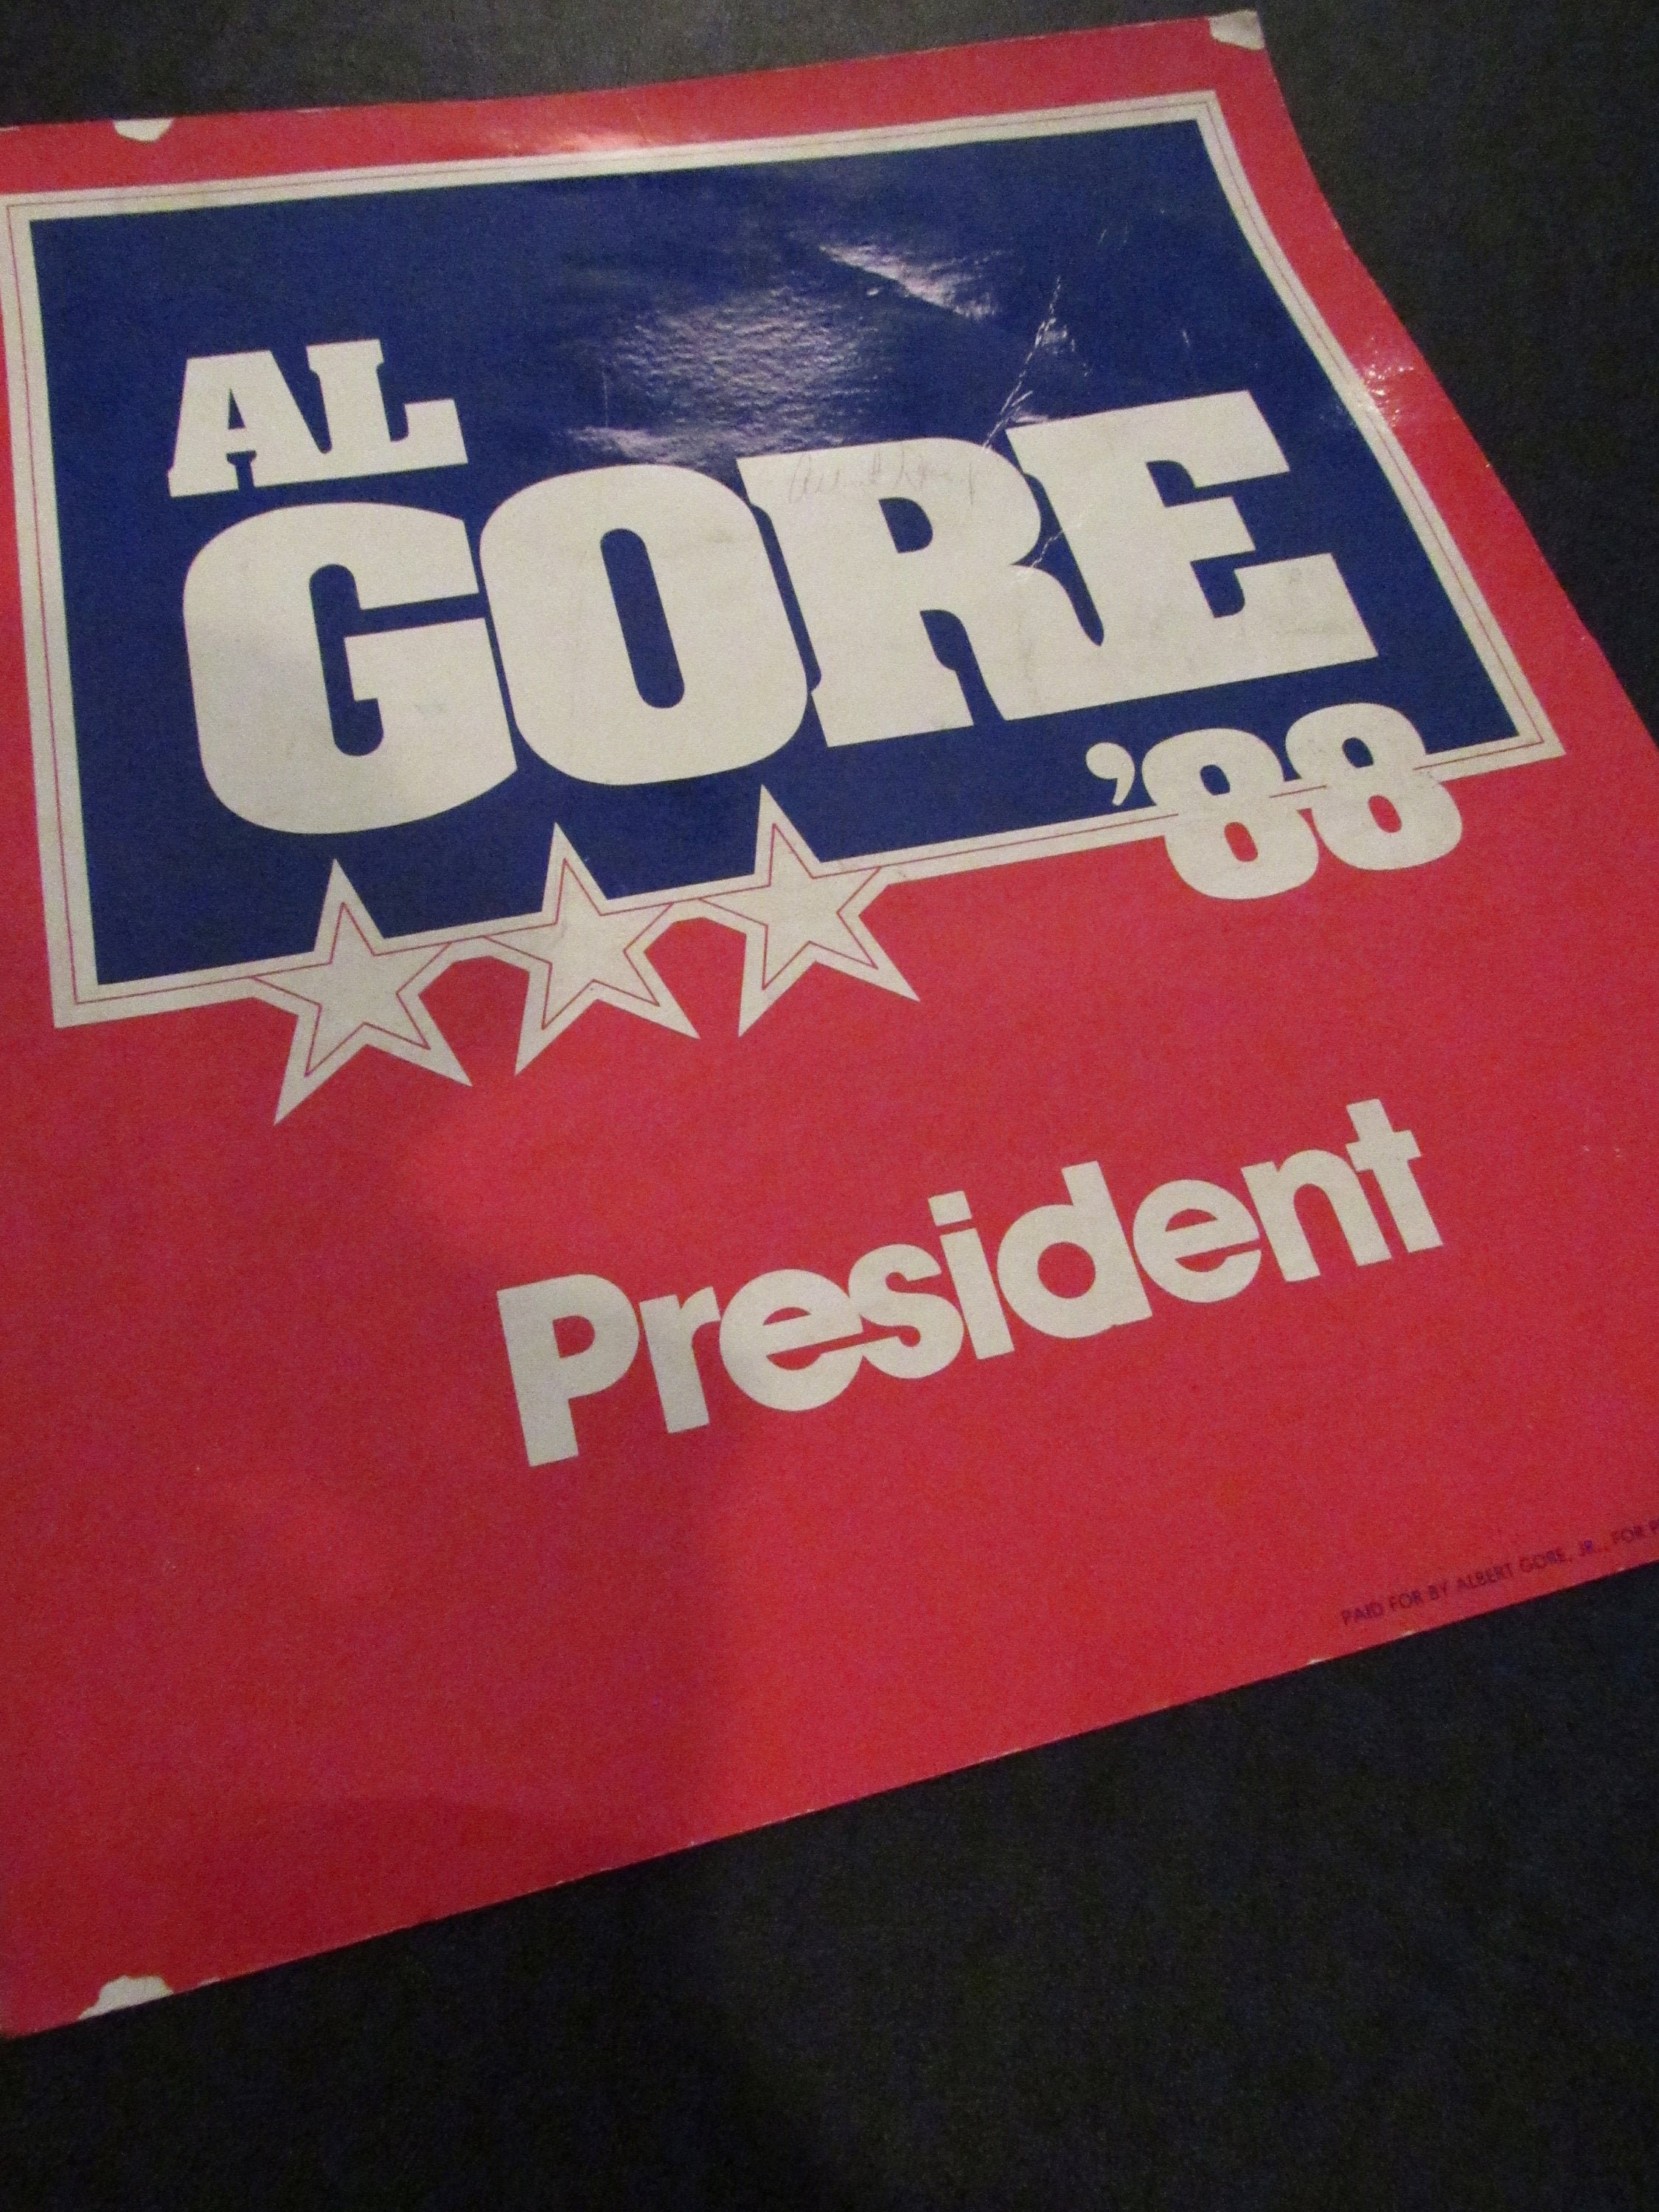 AL
GORE
'88
President
PAID FOR BY ALBERT GORE, JR., FOR